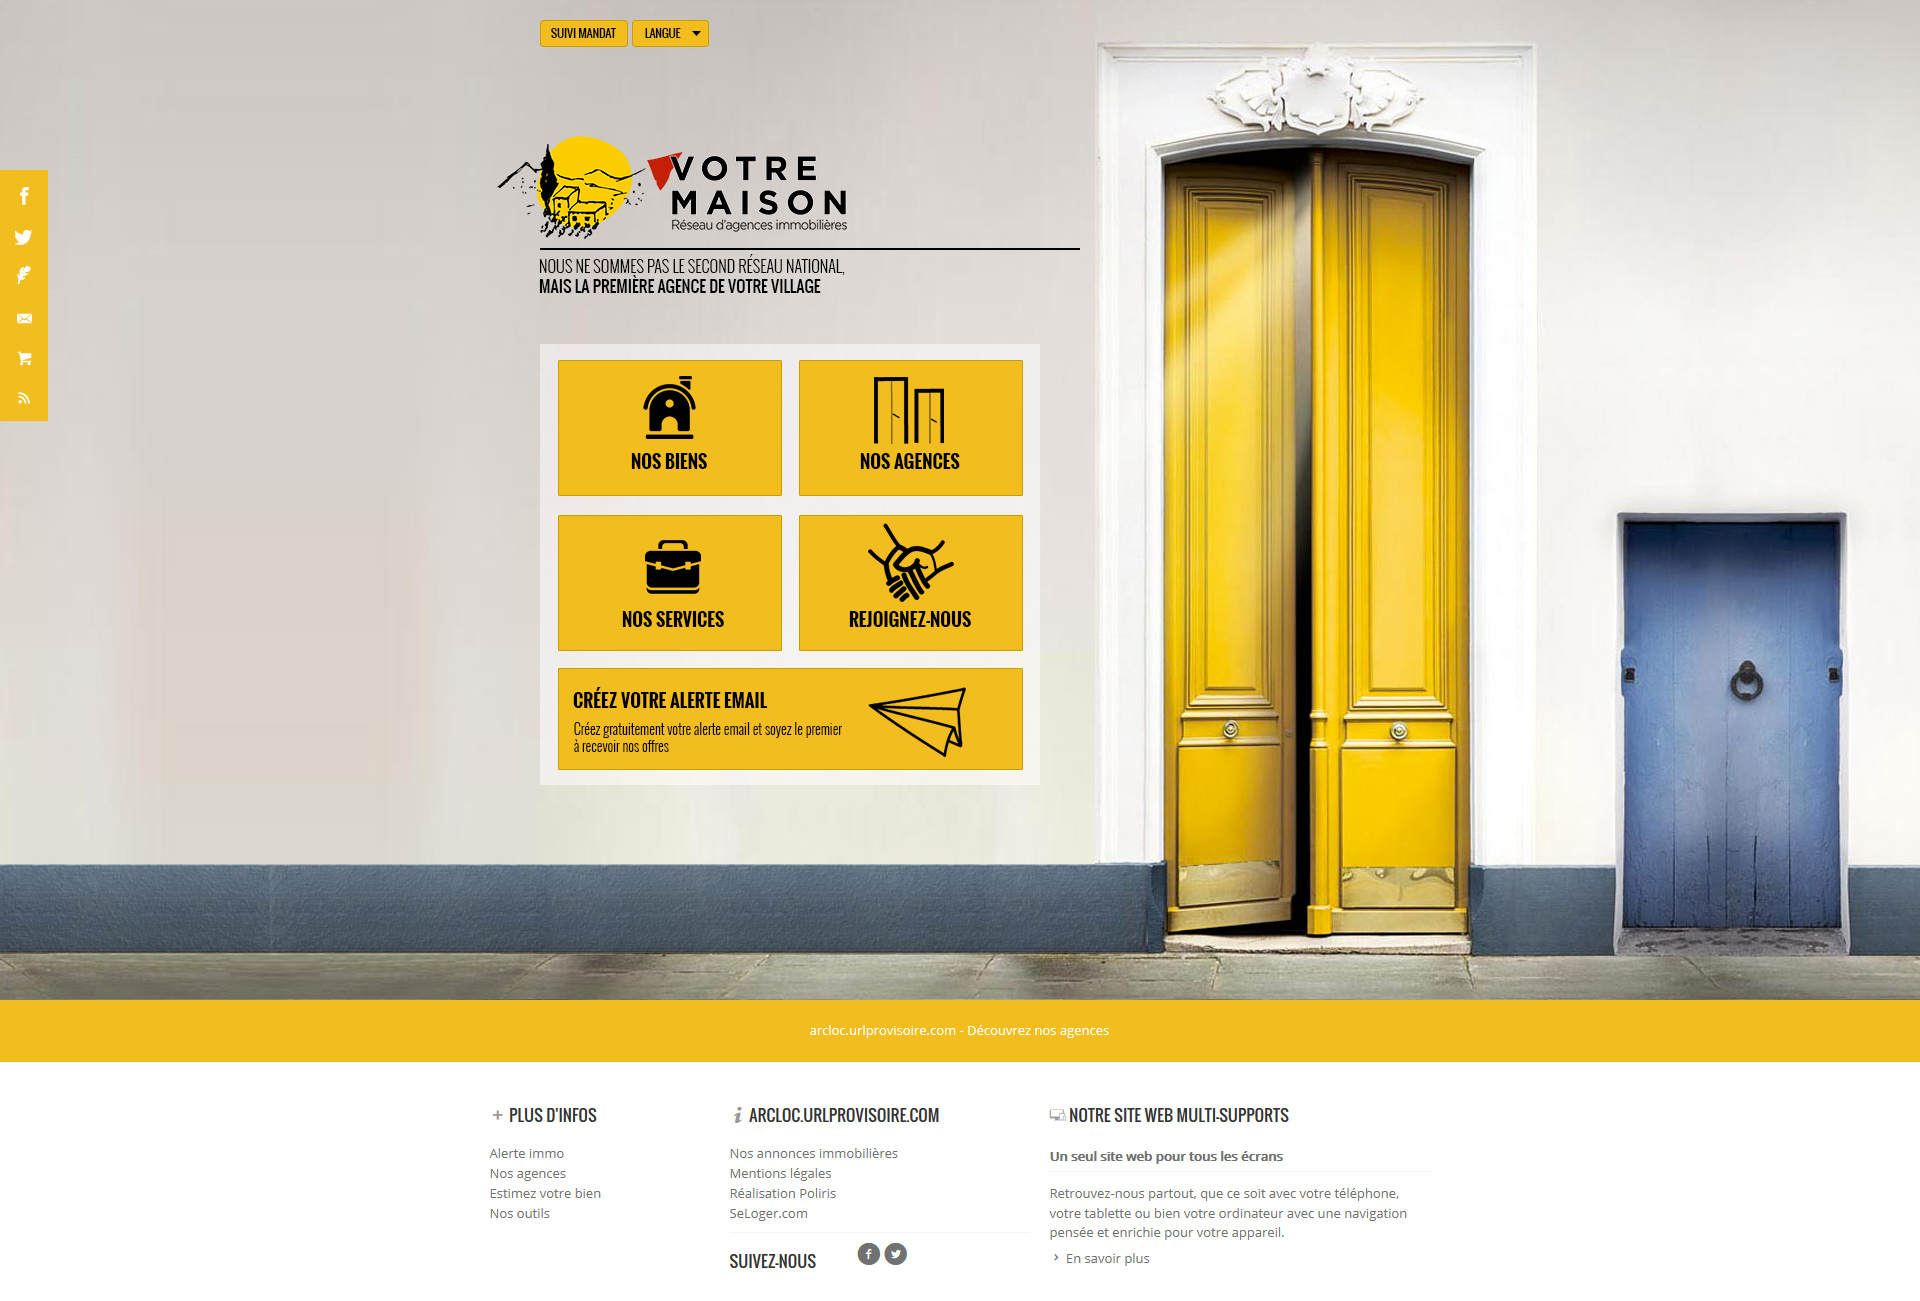 SUIVI MANDAT
LANGUE
VOTRE
MAISON
Réseau d'agences immobilières
NOUS NE SOMMES PAS LE SECOND RÉSEAU NATIONAL,
MAIS LA PREMIÈRE AGENCE DE VOTRE VILLAGE
NOS BIENS
NOS AGENCES
NOS SERVICES
REJOIGNEZ-NOUS
CRÉEZ VOTRE ALERTE EMAIL
Créez gratuitement votre alerte email et soyez le premier
à recevoir nos offres
arcloc.urlprovisoire.com - Découvrez nos agences
PLUS D'INFOS
Alerte immo
Nos agences
Estimez votre bien
Nos outils
ARCLOC.URLPROVISOIRE.COM
Nos annonces immobilières
Mentions légales
Réalisation Poliris
SeLoger.com
SUIVEZ-NOUS
NOTRE SITE WEB MULTI-SUPPORTS
Un seul site web pour tous les écrans
Retrouvez-nous partout, que ce soit avec votre téléphone,
votre tablette ou bien votre ordinateur avec une navigation
pensée et enrichie pour votre appareil.
En savoir plus